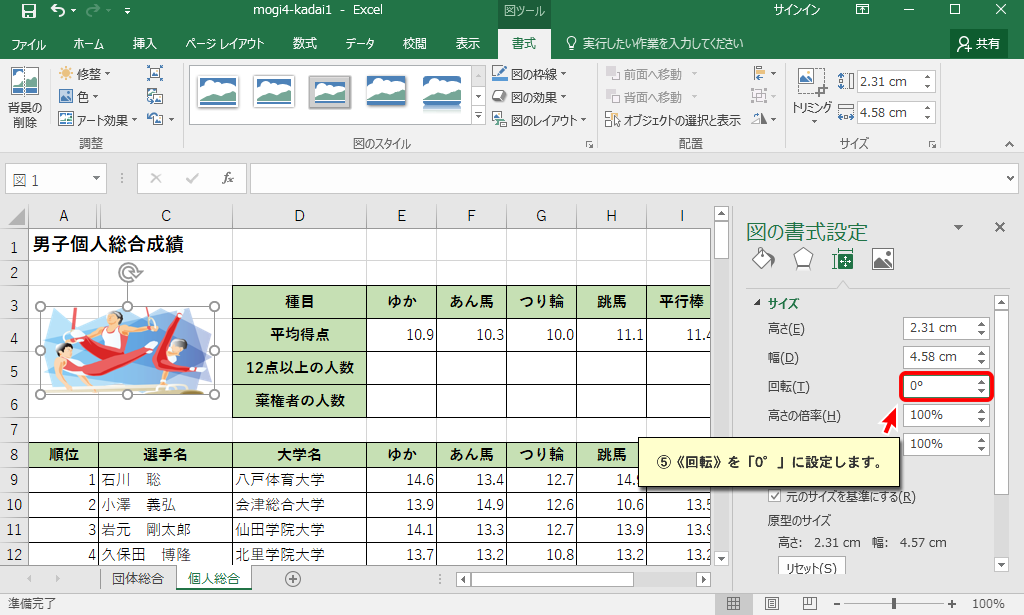 mogi4-kadai1 - Excel
図ツール
サインイン
ファイル ホーム 挿入 ページ レイアウト 数式 データ 校閲 表示 書式 実行したい作業を入力してください 共有
背景の
削除
修整
色
アート効果
調整
図の枠線
図の効果
図のレイアウト
図のスタイル
前面へ移動
背面へ移動
オブジェクトの選択と表示
配置
トリミング
2.31 cm
4.58 cm
サイズ
図 1
fx
A C D E F G H I
1 男子個人総合成績
2
3 種目 ゆか あん馬 つり輪 跳馬 平行棒
4 平均得点 10.9 10.3 10.0 11.1 11.4
5 12点以上の人数
6 棄権者の人数
7
8 順位 選手名 大学名 ゆか あん馬 つり輪 跳馬
9 1 石川 聡 八戸体育大学 14.6 13.4 12.7 14.
10 2 小澤 義弘 会津総合大学 13.9 14.9 12.6 10.6 13.5
11 3 岩元 剛太郎 仙田学院大学 14.1 13.3 12.7 13.9 13.9
12 4 久保田 博隆 北里学院大学 13.7 13.2 10.8 13.2 13.2
団体総合 個人総合
準備完了
100%
図の書式設定
サイズ
高さ(E) 2.31 cm
幅(D) 4.58 cm
回転(T) 0°
高さの倍率(H) 100%
100%
⑤《回転》を「0°」に設定します。
元のサイズを基準にする(R)
原型のサイズ
高さ: 2.31 cm 幅: 4.57 cm
リセット(S)